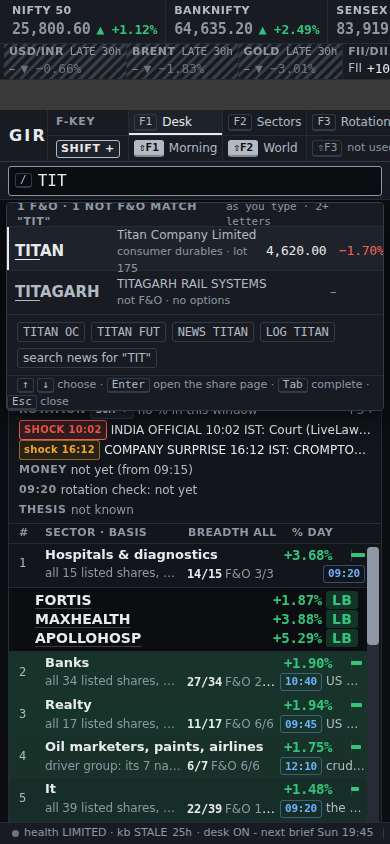 NIFTY 50 BANKNIFTY SENSEX
25,800.60 ▲ +1.12% 64,635.20 ▲ +2.49% 83,919
USD/INR LATE 30h BRENT LATE 30h GOLD LATE 30h FII/DII
– ▼ −0.66% – ▼ −1.83% – ▼ −3.01% FII +10
GIR F-KEY F1 Desk F2 Sectors F3 Rotation
SHIFT + ⇧F1 Morning ⇧F2 World ⇧F3 not used
/ TIT
1 F&O · 1 NOT F&O MATCH "TIT" as you type · 2+ letters
TITAN Titan Company Limited
consumer durables · lot 175 4,620.00 −1.70%
TITAGARH TITAGARH RAIL SYSTEMS
not F&O · no options –
TITAN OC TITAN FUT NEWS TITAN LOG TITAN
search news for "TIT"
↑ ↓ choose · Enter open the share page · Tab complete ·
Esc close
SHOCK 10:02 INDIA OFFICIAL 10:02 IST: Court (LiveLaw...
shock 16:12 COMPANY SURPRISE 16:12 IST: CROMPTO...
MONEY not yet (from 09:15)
09:20 rotation check: not yet
THESIS not known
# SECTOR · BASIS BREADTH ALL % DAY
1 Hospitals & diagnostics +3.68%
all 15 listed shares, ... 14/15 F&O 3/3 09:20
FORTIS +1.87% LB
MAXHEALTH +3.88% LB
APOLLOHOSP +5.29% LB
2 Banks +1.90%
all 34 listed shares, ... 27/34 F&O 2... 10:40 US ...
3 Realty +1.94%
all 17 listed shares, ... 11/17 F&O 6/6 09:45 US ...
4 Oil marketers, paints, airlines +1.75%
driver group: its 7 na... 6/7 F&O 6/6 12:10 crud...
5 It +1.48%
all 39 listed shares, ... 22/39 F&O 1... 09:20 the ...
health LIMITED · kb STALE 25h · desk ON - next brief Sun 19:45